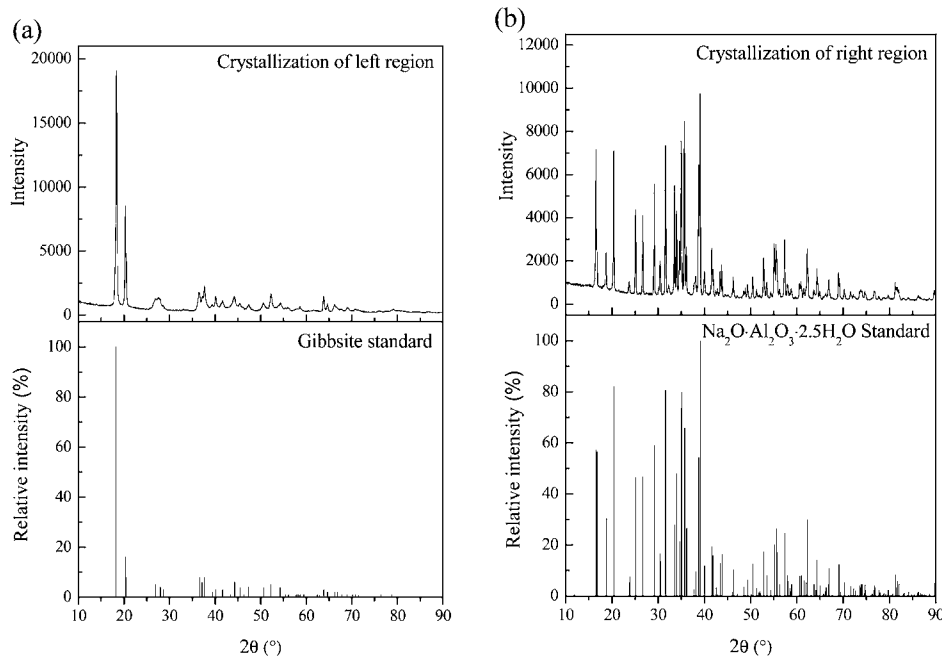 (a)
Crystallization of left region
20000
15000
10000
5000
0
Intensity
Gibbsite standard
100
80
60
40
20
0
Relative intensity (%)
10 20 30 40 50 60 70 80 90
2θ (°)
(b)
Crystallization of right region
12000
10000
8000
6000
4000
2000
0
Intensity
Na₂O·Al₂O₃·2.5H₂O Standard
100
80
60
40
20
0
Relative intensity (%)
10 20 30 40 50 60 70 80 90
2θ (°)